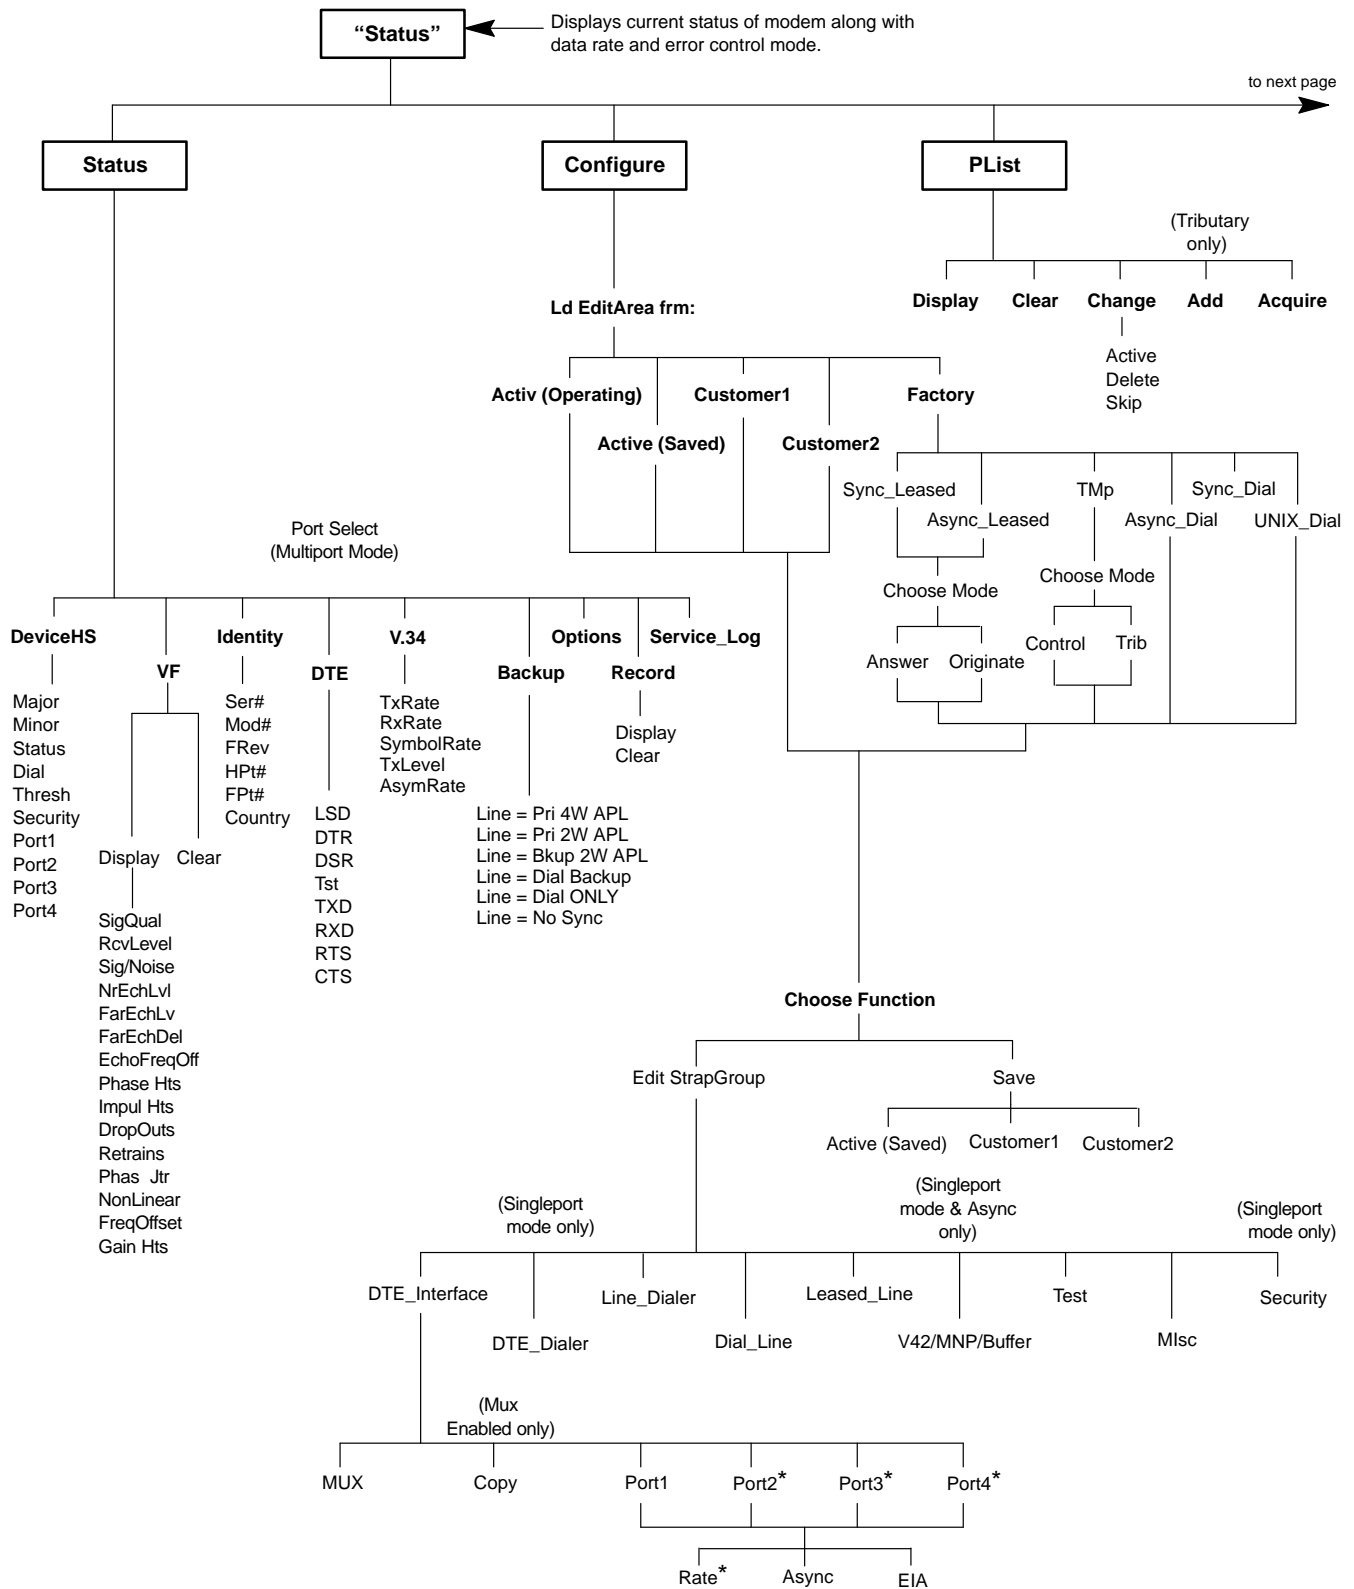 “Status”
Displays current status of modem along with
data rate and error control mode.
to next page
Status
Configure
PList
(Tributary
only)
Display Clear Change Add Acquire
Active
Delete
Skip
Ld EditArea frm:
Activ (Operating)
Customer1
Factory
Active (Saved)
Customer2
Sync_Leased
TMp
Sync_Dial
Async_Leased
Async_Dial
UNIX_Dial
Choose Mode
Choose Mode
Answer Originate
Control Trib
Port Select
(Multiport Mode)
DeviceHS
Identity
V.34
Options
Service_Log
VF
DTE
Backup
Record
Major
Minor
Status
Dial
Thresh
Security
Port1
Port2
Port3
Port4
Display Clear
SigQual
RcvLevel
Sig/Noise
NrEchLvl
FarEchLv
FarEchDel
EchoFreqOff
Phase Hts
Impul Hts
DropOuts
Retrains
Phas Jtr
NonLinear
FreqOffset
Gain Hts
Ser#
Mod#
FRev
HPt#
FPt#
Country
LSD
DTR
DSR
Tst
TXD
RXD
RTS
CTS
TxRate
RxRate
SymbolRate
TxLevel
AsymRate
Line = Pri 4W APL
Line = Pri 2W APL
Line = Bkup 2W APL
Line = Dial Backup
Line = Dial ONLY
Line = No Sync
Display
Clear
Choose Function
Edit StrapGroup
Save
Active (Saved) Customer1 Customer2
(Singleport
mode only)
(Singleport
mode & Async
only)
(Singleport
mode only)
DTE_Interface
Line_Dialer
Leased_Line
Test
Security
DTE_Dialer
Dial_Line
V42/MNP/Buffer
MIsc
(Mux
Enabled only)
MUX Copy Port1 Port2* Port3* Port4*
Rate* Async EIA